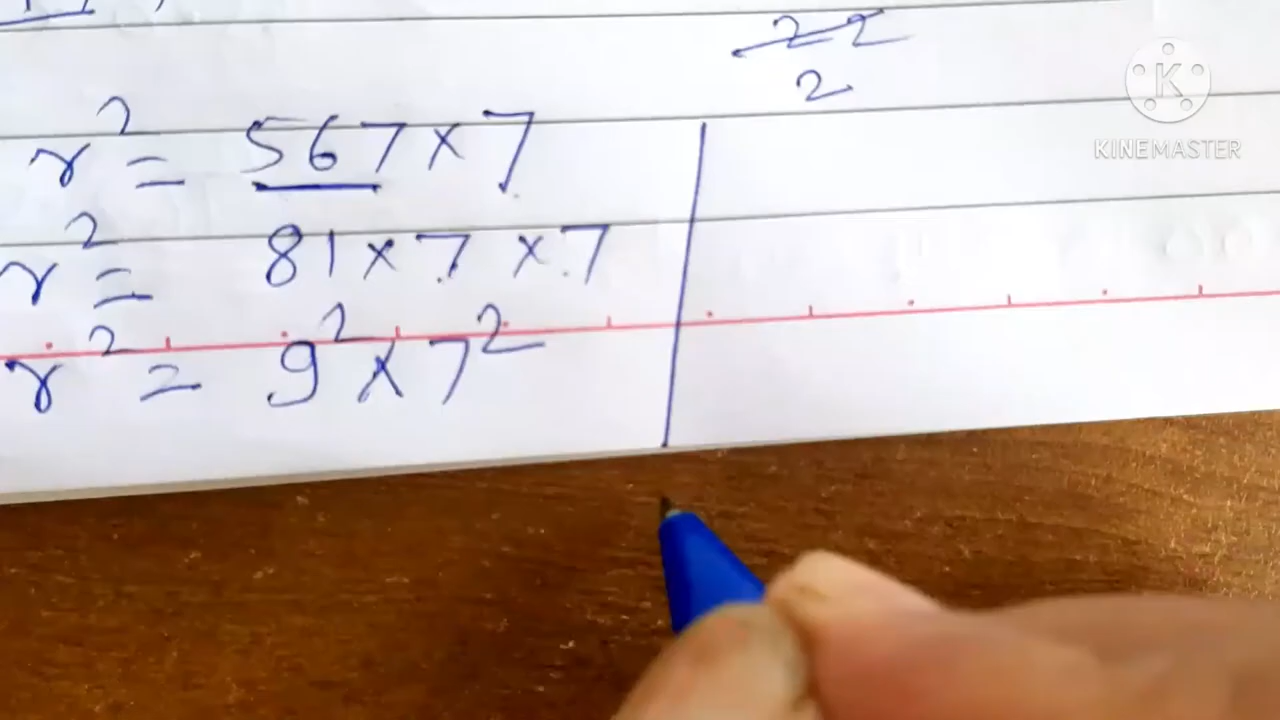 22
2
r² = 567 × 7
r² = 81 × 7 × 7
r² = 9² × 7²
K
KINEMASTER